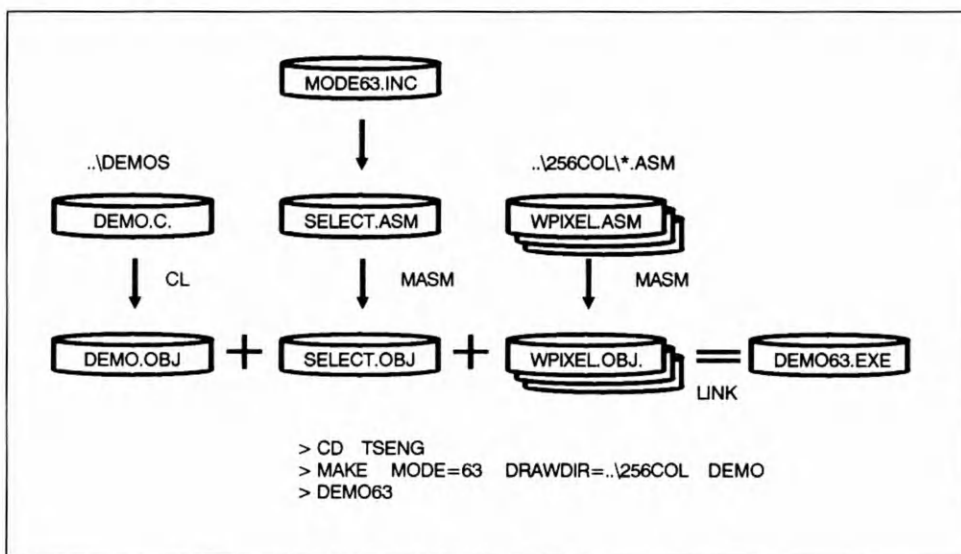 MODE63.INC
..\DEMOS
..\256COL\*.ASM
DEMO.C.
SELECT.ASM
WPIXEL.ASM
CL
MASM
MASM
DEMO.OBJ
+
SELECT.OBJ
+
WPIXEL.OBJ.
=
DEMO63.EXE
LINK
> CD TSENG
> MAKE MODE=63 DRAWDIR=..\256COL DEMO
> DEMO63